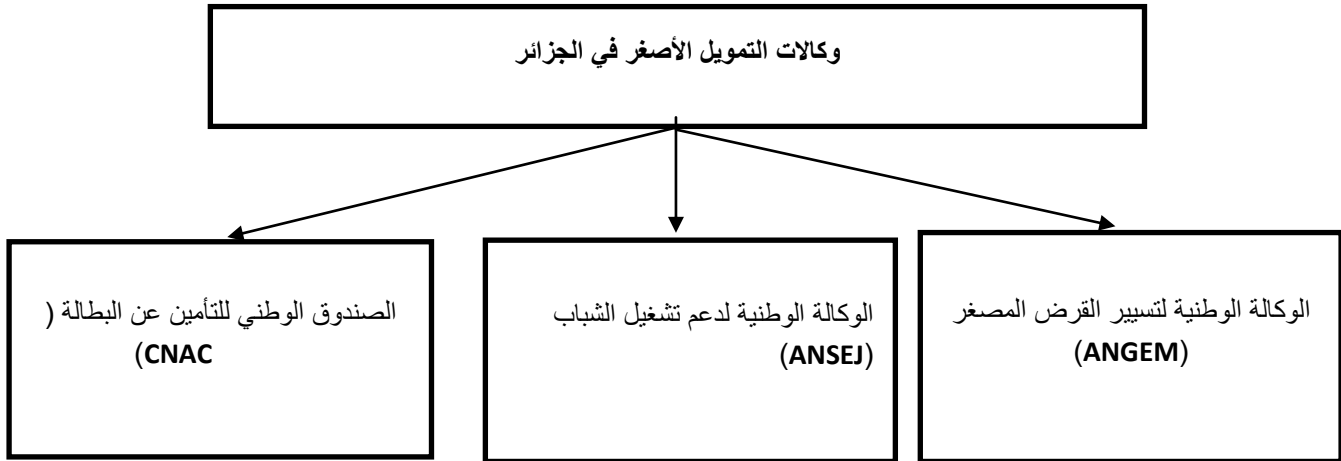 وكالات التمويل الأصغر في الجزائر
الوكالة الوطنية لتسيير القرض المصغر
(ANGEM)
الوكالة الوطنية لدعم تشغيل الشباب
(ANSEJ)
الصندوق الوطني للتأمين عن البطالة (
CNAC)